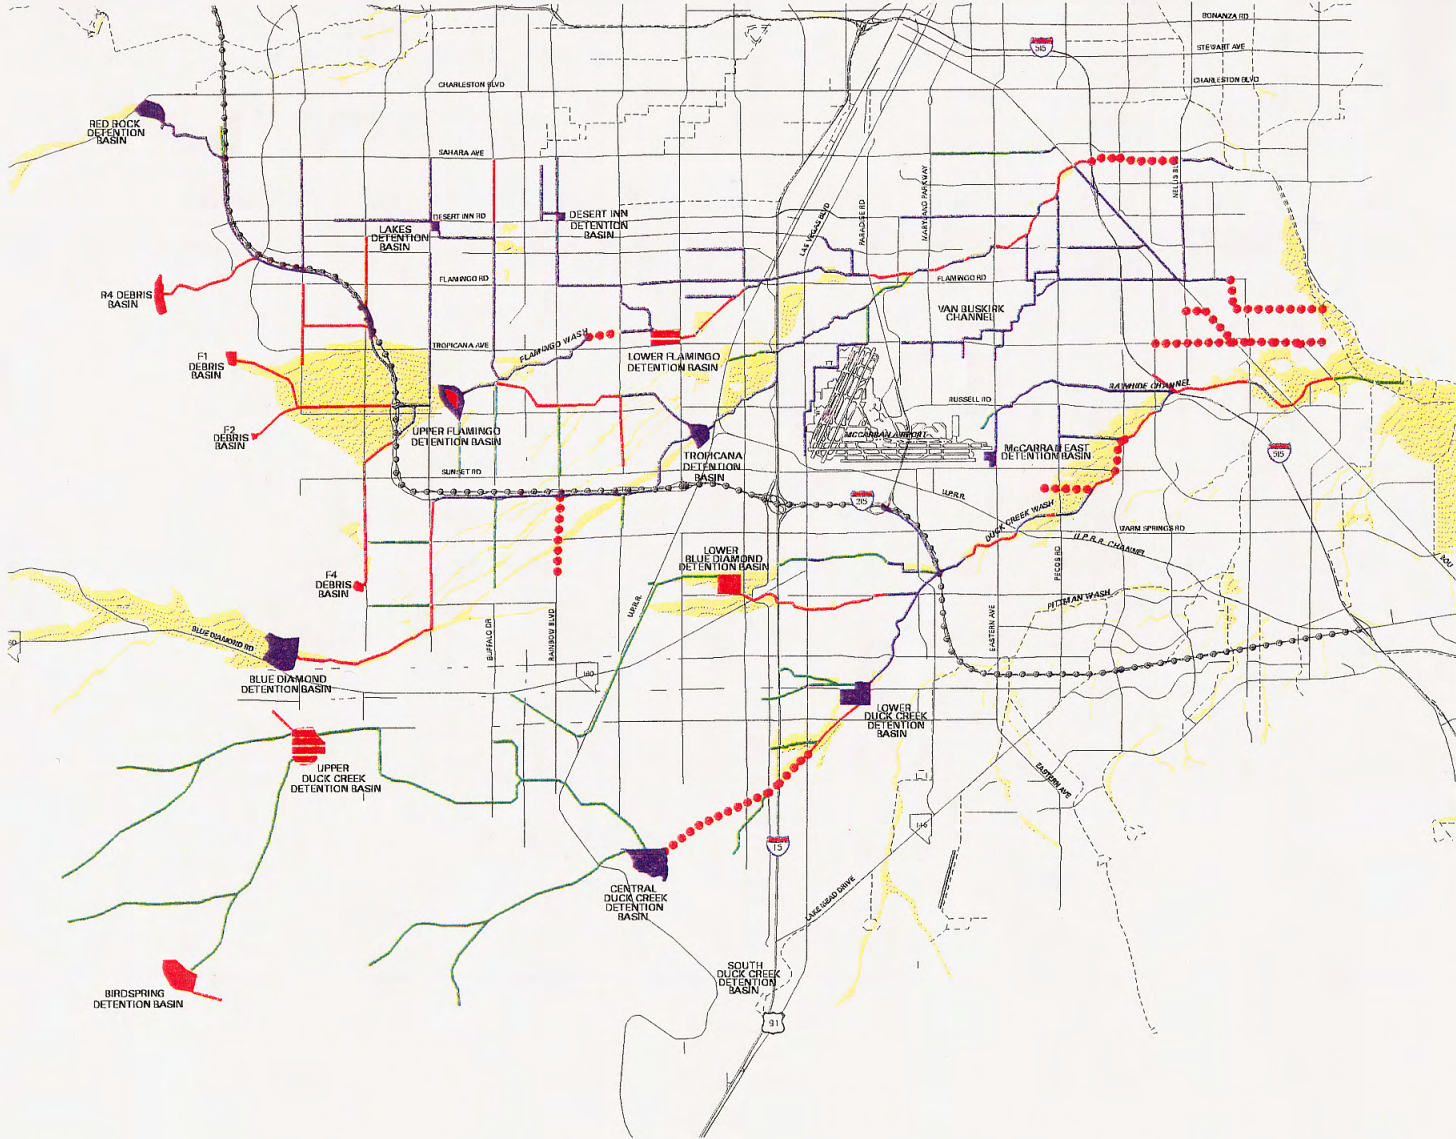 BONANZA RD
515
STEWART AVE
CHARLESTON BLVD
CHARLESTON BLVD
RED ROCK
DETENTION
BASIN
SAHARA AVE
NELLIS BLVD
MARYLAND PARKWAY
PARADISE RD
LAS VEGAS BLVD
DESERT INN RD
DESERT INN
DETENTION
BASIN
LAKES
DETENTION
BASIN
FLAMINGO RD
FLAMINGO RD
R4 DEBRIS
BASIN
VAN BUSKIRK
CHANNEL
FLAMINGO WASH
TROPICANA AVE
F1
DEBRIS
BASIN
LOWER FLAMINGO
DETENTION BASIN
RAWHIDE CHANNEL
RUSSELL RD
F2
DEBRIS
BASIN
UPPER FLAMINGO
DETENTION BASIN
MCCARRAN AIRPORT
McCARRAN EAST
DETENTION BASIN
515
TROPICANA
DETENTION
BASIN
SUNSET RD
U.P.R.R.
215
DUCK CREEK WASH
WARM SPRINGS RD
U.P.R.R. CHANNEL
BOU
LOWER
BLUE DIAMOND
DETENTION BASIN
PECOS RD
F4
DEBRIS
BASIN
U.P.R.R.
PITTMAN WASH
EASTERN AVE
BLUE DIAMOND RD
160
BUFFALO DR
RAINBOW BLVD
160
BLUE DIAMOND
DETENTION BASIN
LOWER
DUCK CREEK
DETENTION
BASIN
UPPER
DUCK CREEK
DETENTION BASIN
EASTERN AVE
146
15
CENTRAL
DUCK CREEK
DETENTION
BASIN
LAKE MEAD DRIVE
SOUTH
DUCK CREEK
DETENTION
BASIN
BIRDSPRING
DETENTION BASIN
91